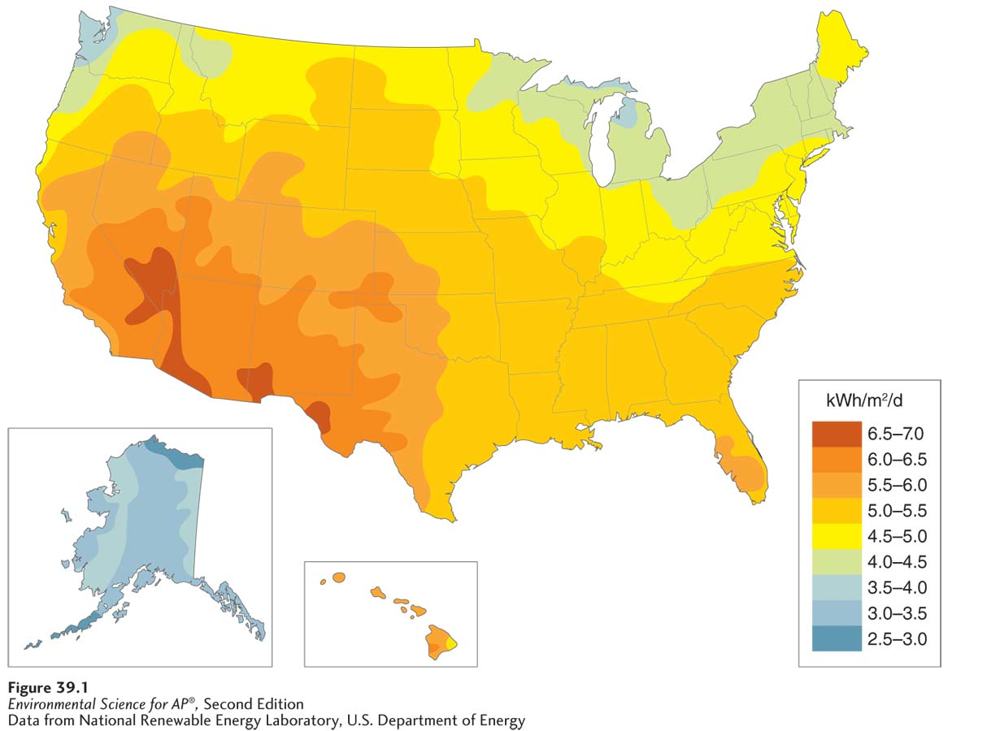 kWh/m²/d
6.5–7.0
6.0–6.5
5.5–6.0
5.0–5.5
4.5–5.0
4.0–4.5
3.5–4.0
3.0–3.5
2.5–3.0
Figure 39.1
Environmental Science for AP®, Second Edition
Data from National Renewable Energy Laboratory, U.S. Department of Energy